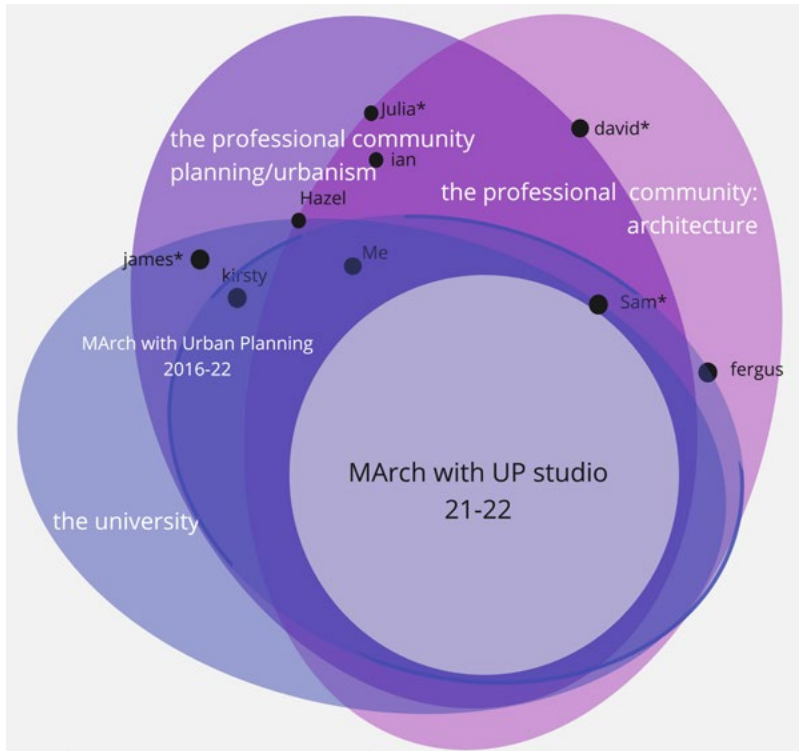 Julia*
david*
the professional community
planning/urbanism
ian
the professional community:
architecture
Hazel
james*
Me
kirsty
Sam*
MArch with Urban Planning
2016-22
fergus
MArch with UP studio
21-22
the university